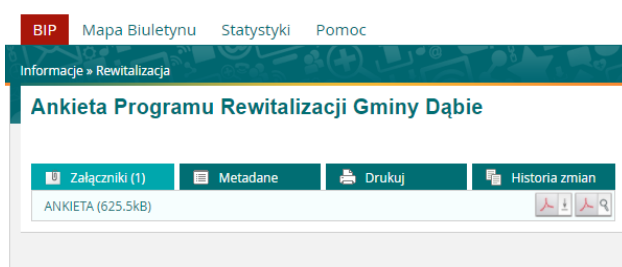 BIP Mapa Biuletynu Statystyki Pomoc
Informacje » Rewitalizacja
Ankieta Programu Rewitalizacji Gminy Dąbie
Załączniki (1) Metadane Drukuj Historia zmian
ANKIETA (625.5kB)